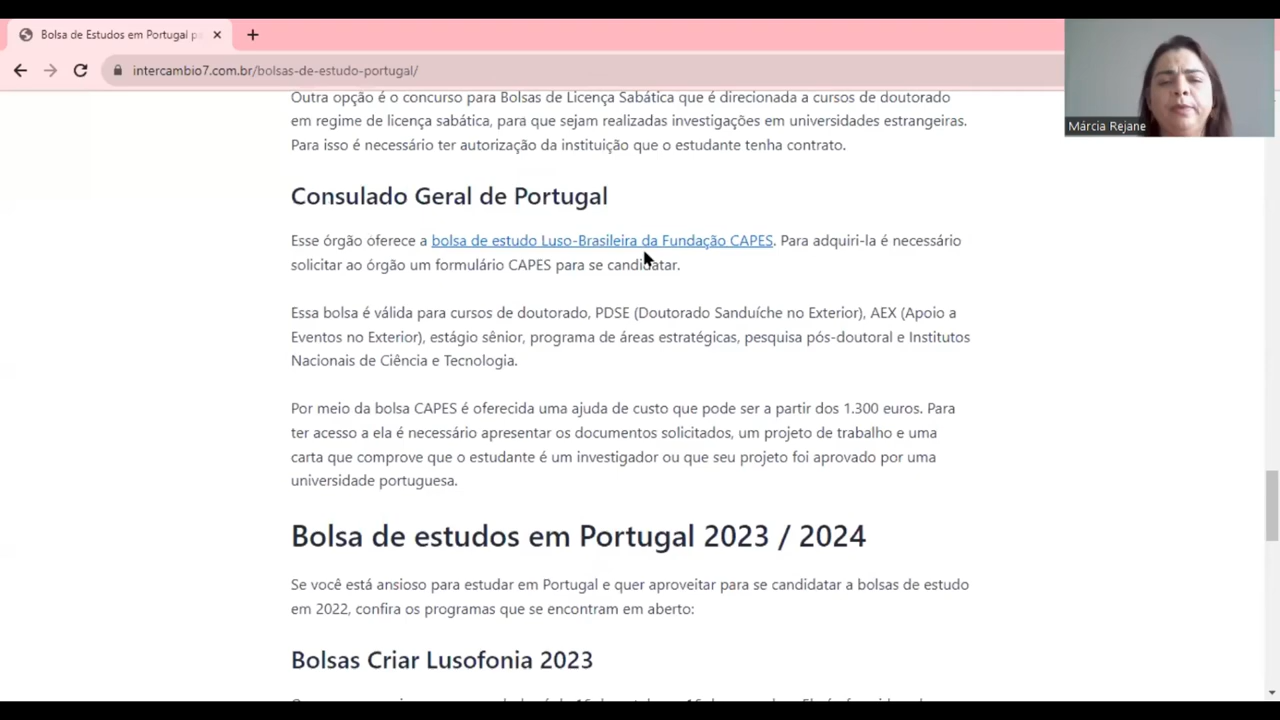 Bolsa de Estudos em Portugal p
intercambio7.com.br/bolsas-de-estudo-portugal/
Márcia Rejane
Outra opção é o concurso para Bolsas de Licença Sabática que é direcionada a cursos de doutorado
em regime de licença sabática, para que sejam realizadas investigações em universidades estrangeiras.
Para isso é necessário ter autorização da instituição que o estudante tenha contrato.
Consulado Geral de Portugal
Esse órgão oferece a bolsa de estudo Luso-Brasileira da Fundação CAPES. Para adquiri-la é necessário
solicitar ao órgão um formulário CAPES para se candidatar.
Essa bolsa é válida para cursos de doutorado, PDSE (Doutorado Sanduíche no Exterior), AEX (Apoio a
Eventos no Exterior), estágio sênior, programa de áreas estratégicas, pesquisa pós-doutoral e Institutos
Nacionais de Ciência e Tecnologia.
Por meio da bolsa CAPES é oferecida uma ajuda de custo que pode ser a partir dos 1.300 euros. Para
ter acesso a ela é necessário apresentar os documentos solicitados, um projeto de trabalho e uma
carta que comprove que o estudante é um investigador ou que seu projeto foi aprovado por uma
universidade portuguesa.
Bolsa de estudos em Portugal 2023 / 2024
Se você está ansioso para estudar em Portugal e quer aproveitar para se candidatar a bolsas de estudo
em 2022, confira os programas que se encontram em aberto:
Bolsas Criar Lusofonia 2023